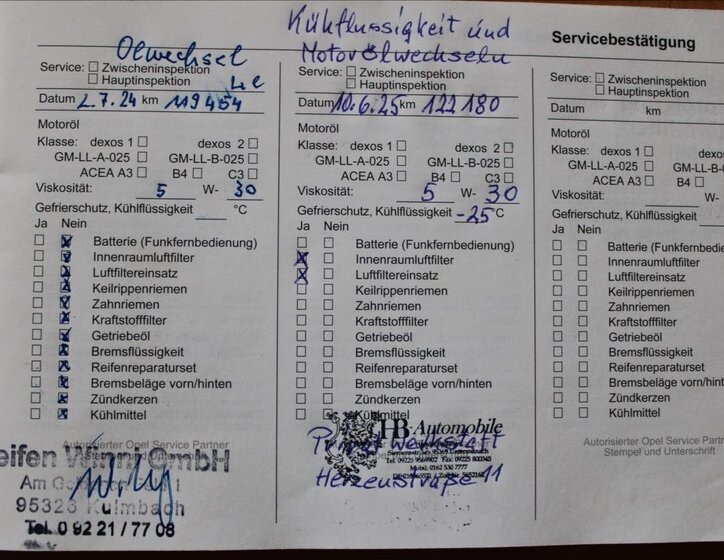 Ölwechsel
Service: Zwischeninspektion
Hauptinspektion
Datum 2.7.24 km 119454
Motoröl
Klasse: dexos 1 dexos 2
GM-LL-A-025 GM-LL-B-025
ACEA A3 B4 C3
Viskosität: 5 W- 30
Gefrierschutz, Kühlflüssigkeit °C
Ja Nein
Batterie (Funkfernbedienung)
Innenraumluftfilter
Luftfiltereinsatz
Keilrippenriemen
Zahnriemen
Kraftstofffilter
Getriebeöl
Bremsflüssigkeit
Reifenreparaturset
Bremsbeläge vorn/hinten
Zündkerzen
Kühlmittel
Autorisierter Opel Service Partner
eifen Winni GmbH
95326 Kulmbach
Tel. 0 92 21 / 77 08
Kühflussigkeit und
Motorölwechseln
Service: Zwischeninspektion
Hauptinspektion
Datum 10.6.25 km 122180
Motoröl
Klasse: dexos 1 dexos 2
GM-LL-A-025 GM-LL-B-025
ACEA A3 B4 C3
Viskosität: 5 W- 30
Gefrierschutz, Kühlflüssigkeit -25 °C
Ja Nein
Batterie (Funkfernbedienung)
Innenraumluftfilter
Luftfiltereinsatz
Keilrippenriemen
Zahnriemen
Kraftstofffilter
Getriebeöl
Bremsflüssigkeit
Reifenreparaturset
Bremsbeläge vorn/hinten
Zündkerzen
Kühlmittel
HB-Automobile
Herzenstraße 11
Servicebestätigung
Service: Zwischeninspektion
Hauptinspektion
Datum km
Motoröl
Klasse: dexos 1
GM-LL-A-025 GM-LL-B
ACEA A3 B4
Viskosität: W-
Gefrierschutz, Kühlflüssigkeit
Ja Nein
Batterie (Funkfernbedie
Innenraumluftfilter
Luftfiltereinsatz
Keilrippenriemen
Zahnriemen
Kraftstofffilter
Getriebeöl
Bremsflüssigkeit
Reifenreparaturset
Bremsbeläge vorn/hint
Zündkerzen
Kühlmittel
Autorisierter Opel Service Part
Stempel und Unterschrift